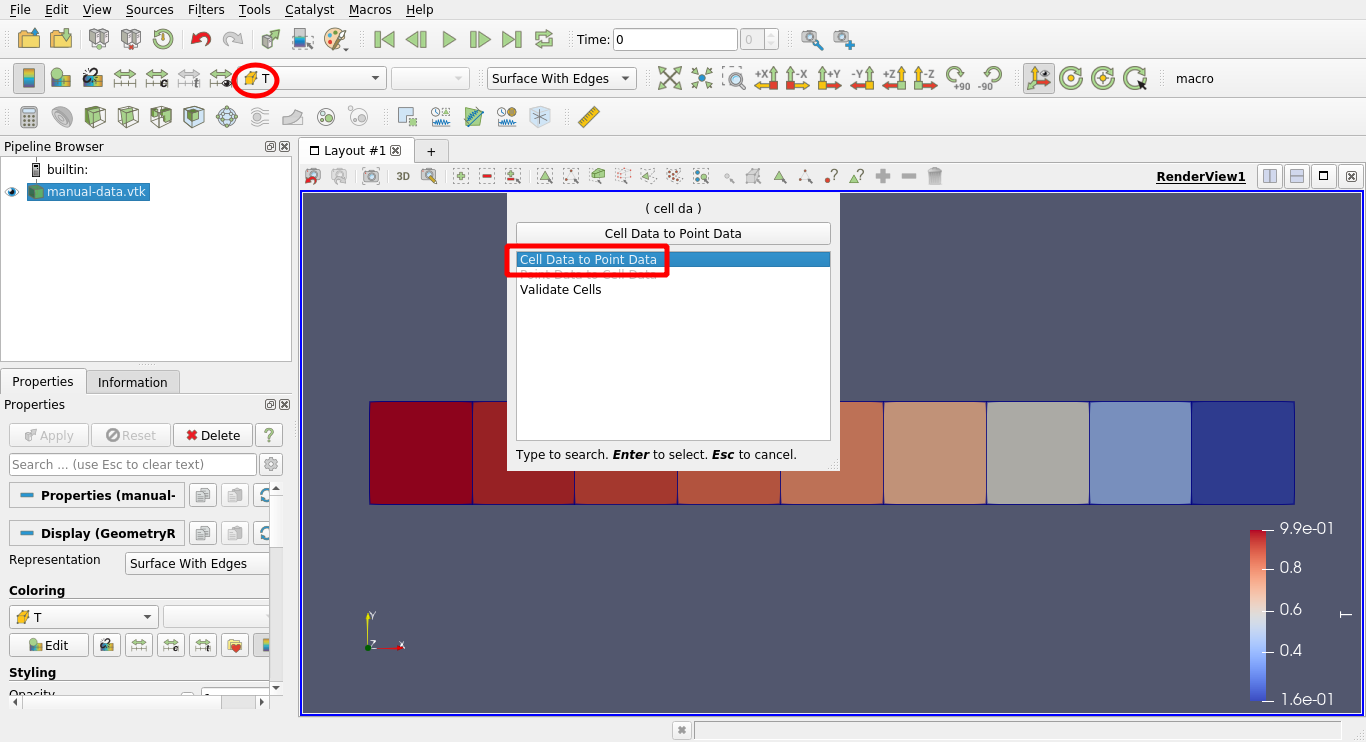 File Edit View Sources Filters Tools Catalyst Macros Help
Time: 0 0
T Surface With Edges +X -X +Y -Y +Z -Z +90 -90 macro
Pipeline Browser
builtin:
manual-data.vtk
Layout #1 +
3D RenderView1
( cell da )
Cell Data to Point Data
Cell Data to Point Data
Point Data to Cell Data
Validate Cells
Type to search. Enter to select. Esc to cancel.
Properties Information
Properties
Apply Reset Delete ?
Search ... (use Esc to clear text)
Properties (manual-
Display (GeometryR
Representation Surface With Edges
Coloring
T
Edit
Styling
Opacity
Y
Z X
9.9e-01
0.8
0.6
0.4
1.6e-01
T